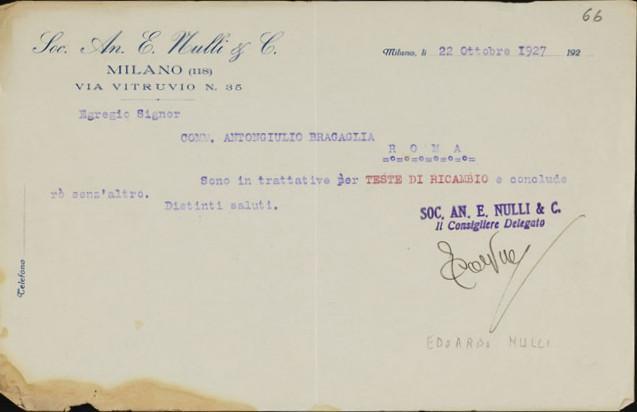 66
Soc. An. E. Nulli & C.
MILANO (118)
VIA VITRUVIO N. 35
Milano, li 22 Ottobre 1927 192
Egregio Signor
COMM. ANTONGIULIO BRAGAGLIA
R O M A
Sono in trattative per TESTE DI RICAMBIO e conclude
rò senz'altro.
Distinti saluti.
SOC. AN. E. NULLI & C.
Il Consigliere Delegato
EDOARDO NULLI
Telefono